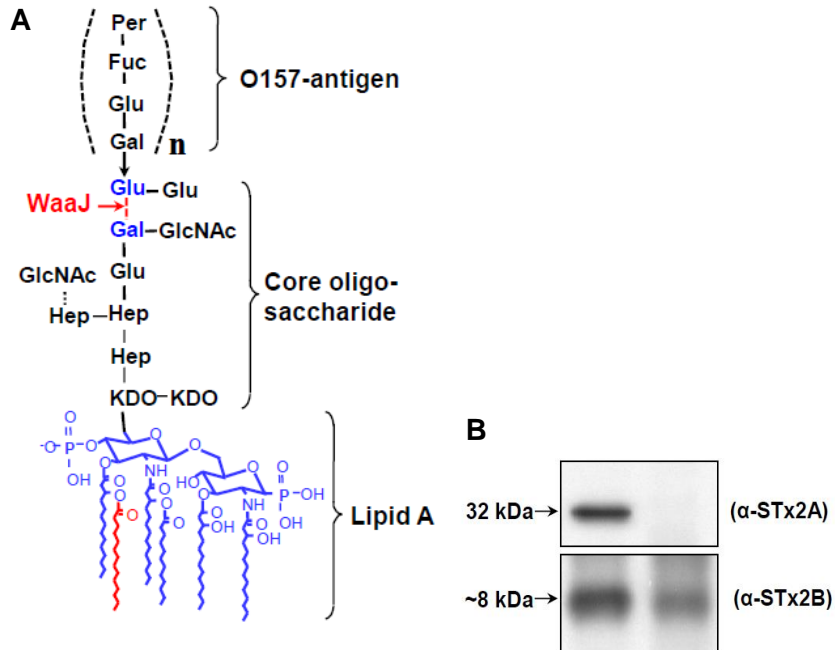 A
Per
Fuc
Glu
Gal
n
O157-antigen
Glu–Glu
WaaJ
Gal–GlcNAc
Glu
GlcNAc
Hep–Hep
Hep
KDO–KDO
Core oligo-
saccharide
O
-O-P-O
OH
O
O
NH
O
O
O
O
O
O
HO
O
O
NH
O
P-OH
OH
O
OH
O
OH
Lipid A
B
32 kDa
(α-STx2A)
~8 kDa
(α-STx2B)